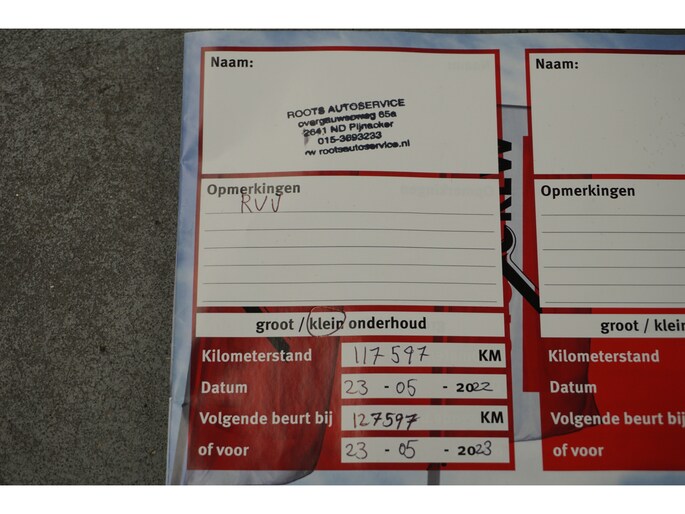 Naam:
ROOTS AUTOSERVICE
overgauwseweg 65a
2641 ND Pijnacker
015-3693233
rootsautoservice.nl
Opmerkingen
RVV
groot / klein onderhoud
Kilometerstand 117597 KM
Datum 23 - 05 - 2022
Volgende beurt bij 127597 KM
of voor 23 - 05 - 2023
Naam:
Opmerkingen
groot / klein
Kilometerstand
Datum
Volgende beurt bij
of voor